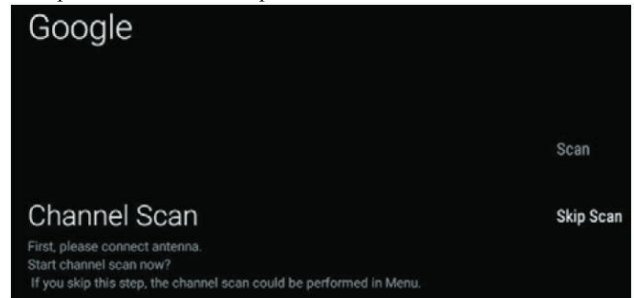 Google
Scan
Channel Scan
Skip Scan
First, please connect antenna.
Start channel scan now?
If you skip this step, the channel scan could be performed in Menu.